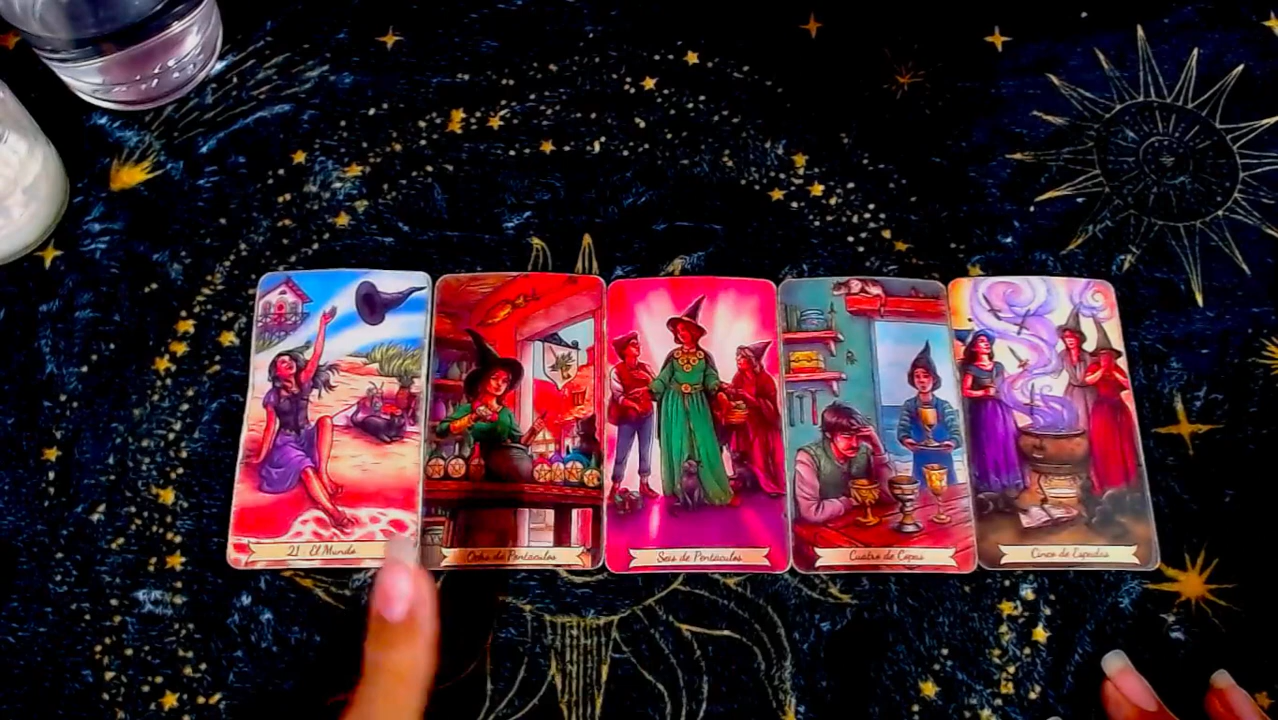 21 El Mundo
Ocho de Pentáculos
Seis de Pentáculos
Cuatro de Copas
Cinco de Espadas